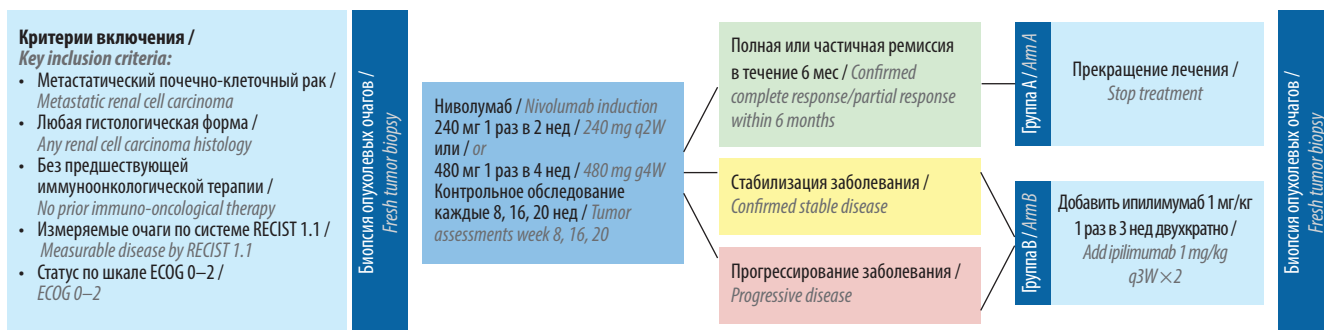 Критерии включения /
Key inclusion criteria:
• Метастатический почечно-клеточный рак /
Metastatic renal cell carcinoma
• Любая гистологическая форма /
Any renal cell carcinoma histology
• Без предшествующей
иммуноонкологической терапии /
No prior immuno-oncological therapy
• Измеряемые очаги по системе RECIST 1.1 /
Measurable disease by RECIST 1.1
• Статус по шкале ECOG 0–2 /
ECOG 0–2
Биопсия опухолевых очагов /
Fresh tumor biopsy
Ниволумаб / Nivolumab induction
240 мг 1 раз в 2 нед / 240 mg q2W
или / or
480 мг 1 раз в 4 нед / 480 mg g4W
Контрольное обследование
каждые 8, 16, 20 нед / Tumor
assessments week 8, 16, 20
Полная или частичная ремиссия
в течение 6 мес / Confirmed
complete response/partial response
within 6 months
Стабилизация заболевания /
Confirmed stable disease
Прогрессирование заболевания /
Progressive disease
Группа А / Arm A
Прекращение лечения /
Stop treatment
Группа В / Arm B
Добавить ипилимумаб 1 мг/кг
1 раз в 3 нед двухкратно /
Add ipilimumab 1 mg/kg
q3W × 2
Биопсия опухолевых очагов /
Fresh tumor biopsy